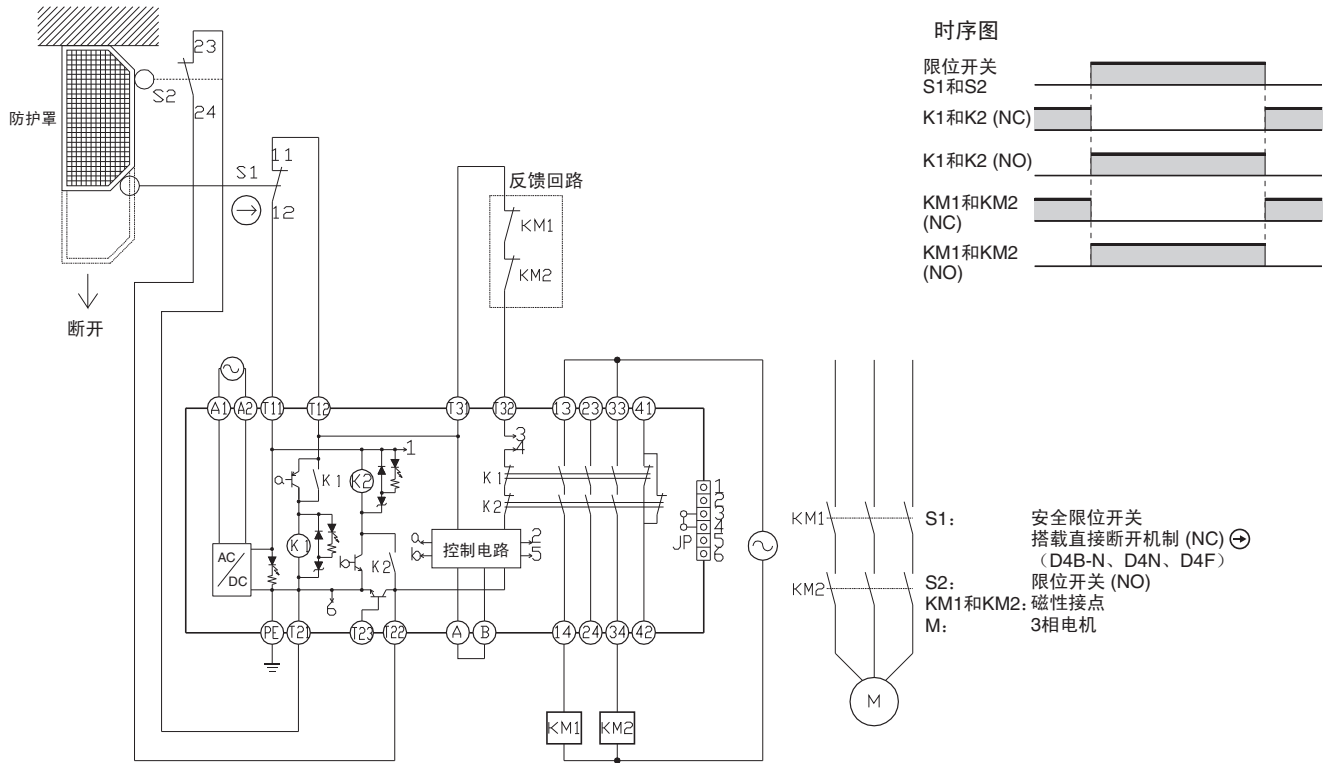 时序图
限位开关
S1和S2
K1和K2 (NC)
K1和K2 (NO)
KM1和KM2
(NC)
KM1和KM2
(NO)
防护罩
断开
23
S2
24
11
S1
12
反馈回路
KM1
KM2
A1
A2
T11
T12
T31
T32
13
23
33
41
1
3
4
a
K1
K2
K1
K2
K1
b
K2
AC
DC
a
b
控制电路
2
5
6
JP
1
2
3
4
5
6
PE
T21
T23
T22
A
B
14
24
34
42
KM1
KM2
KM1
KM2
M
S1: 安全限位开关
搭载直接断开机制 (NC)
(D4B-N、D4N、D4F)
S2: 限位开关 (NO)
KM1和KM2: 磁性接点
M: 3相电机